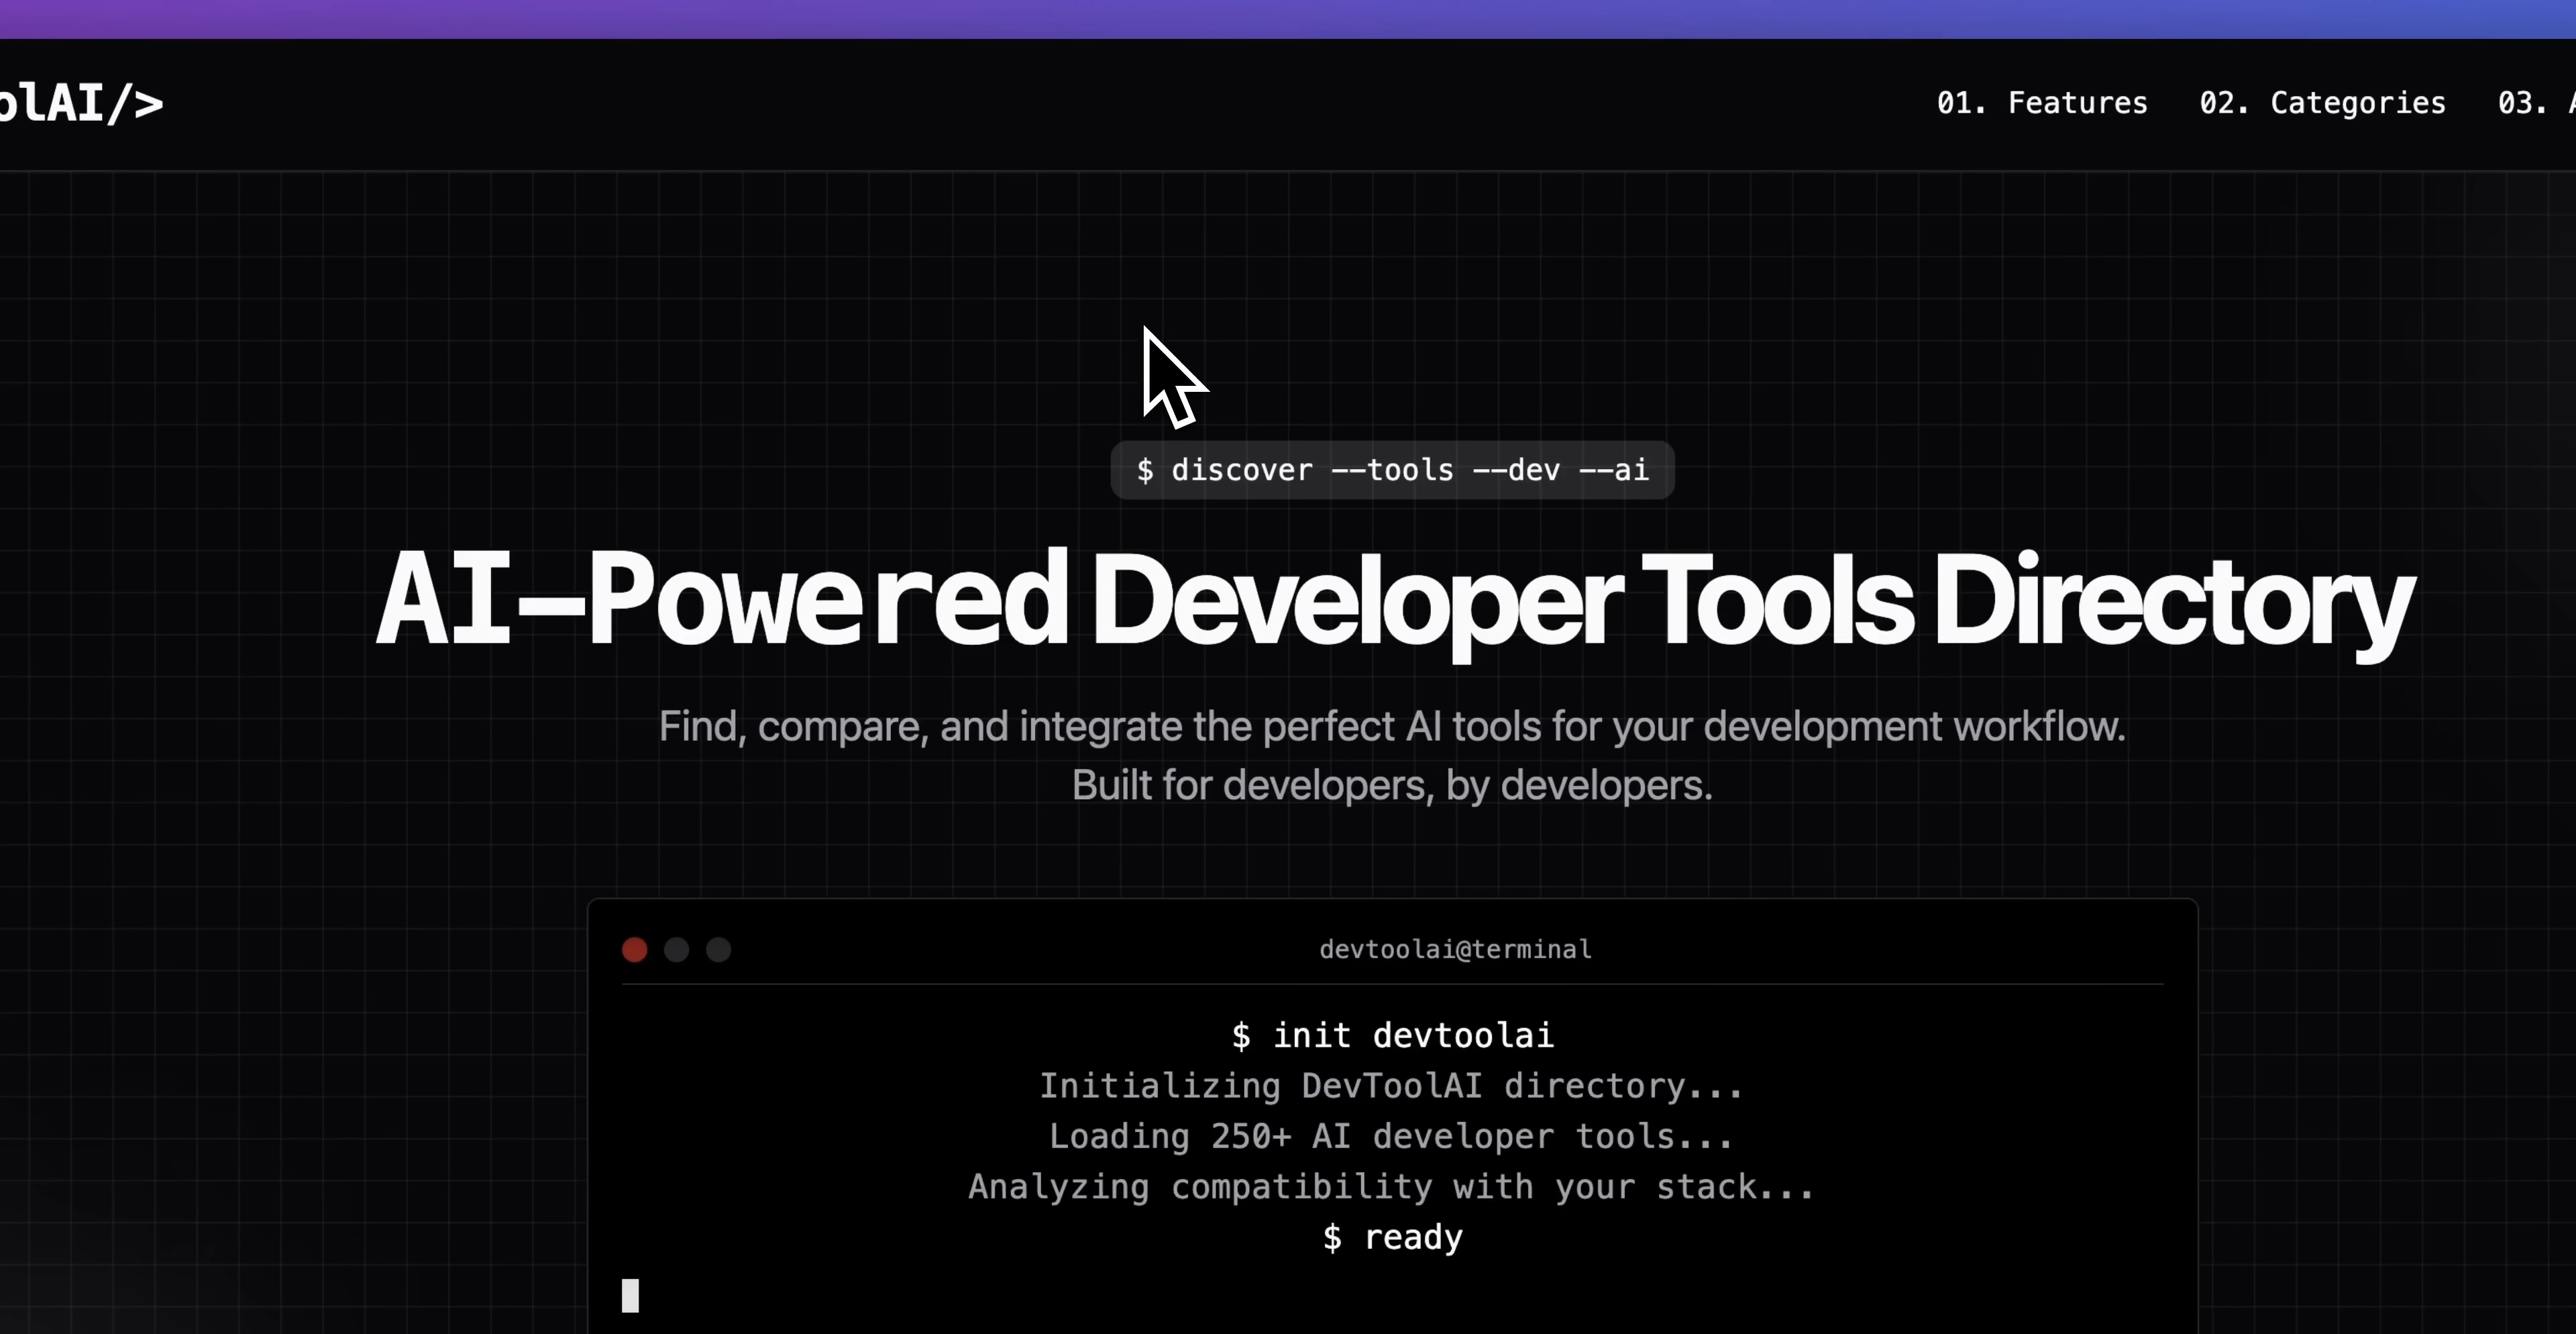 olAI/>
01. Features 02. Categories 03.
$ discover --tools --dev --ai
AI-Powered Developer Tools Directory
Find, compare, and integrate the perfect AI tools for your development workflow.
Built for developers, by developers.
devtoolai@terminal
$ init devtoolai
Initializing DevToolAI directory...
Loading 250+ AI developer tools...
Analyzing compatibility with your stack...
$ ready